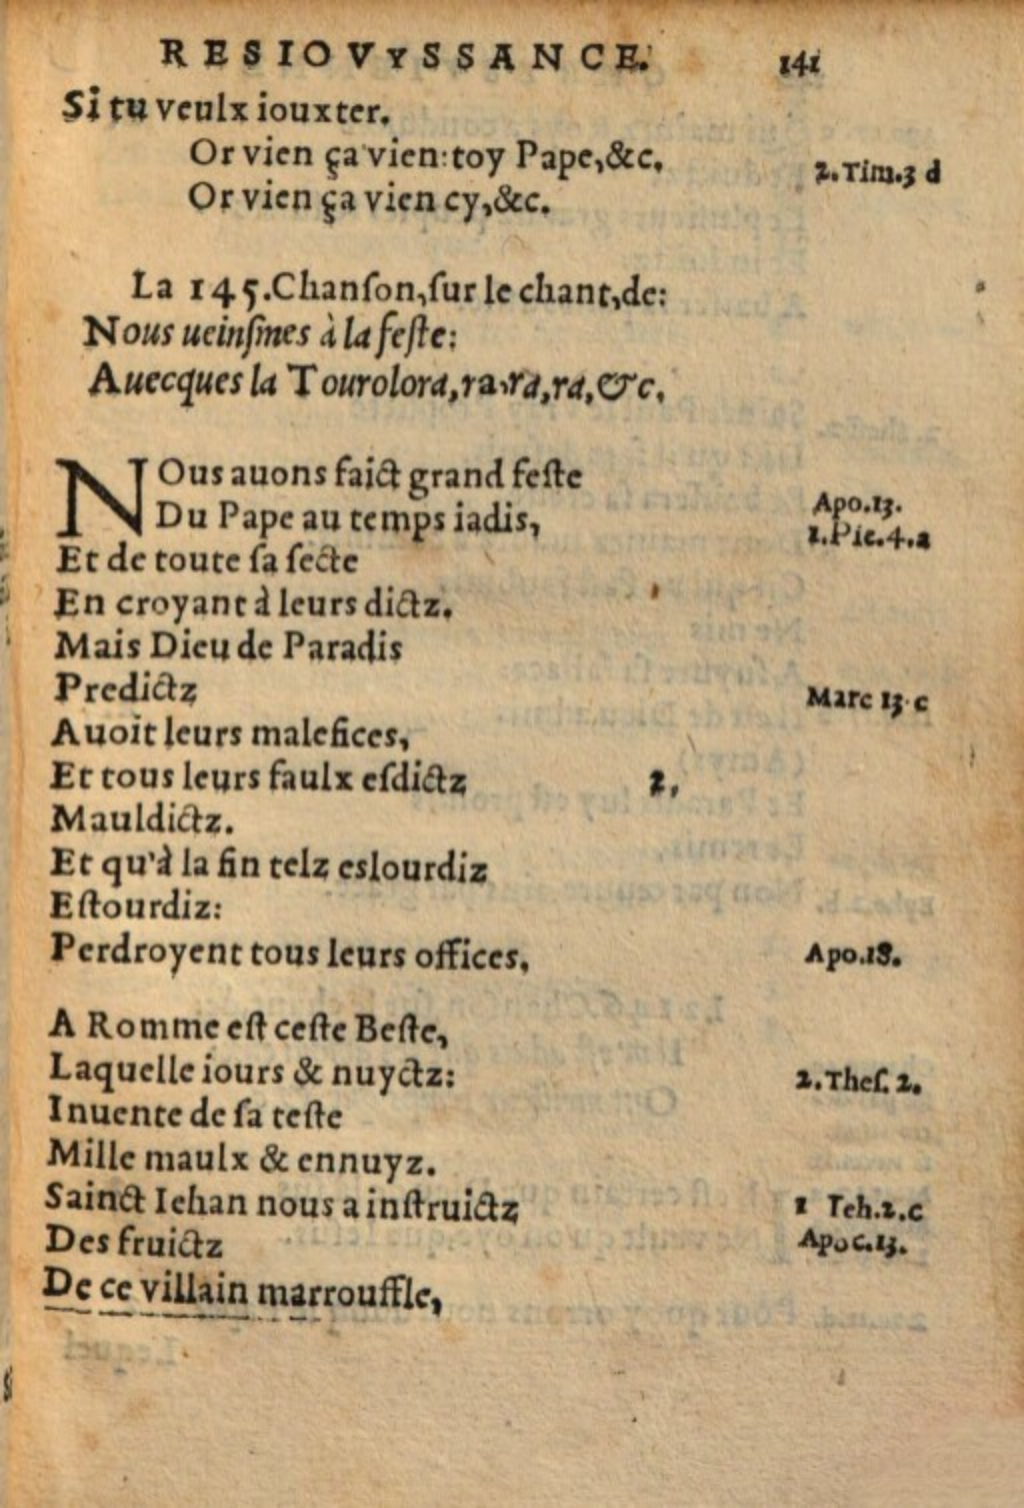 RESIOVYSSANCE. 141
Si tu veulx iouxter.
Or vien ça vien: toy Pape,&c.
2.Tim.3 d
Or vien ça vien cy,&c.
La 145.Chanſon,ſur le chant,de:
Nous ueinſmes à la feſte:
Auecques la Tourolora,ra,ra,ra,&c.
NOus auons faict grand feſte
Du Pape au temps iadis,
Apo.13.
1.Pie.4.a
Et de toute ſa ſecte
En croyant à leurs dictz.
Mais Dieu de Paradis
Predictz
Marc 13 c
Auoit leurs malefices,
Et tous leurs faulx eſdictz
2,
Mauldictz.
Et qu'à la fin telz eslourdiz
Eſtourdiz:
Perdroyent tous leurs offices,
Apo.18.
A Romme eſt ceſte Beſte,
Laquelle iours & nuyctz:
2.Theſ.2.
Inuente de ſa teſte
Mille maulx & ennuyz.
Sainct Iehan nous a inſtruictz
1 Ieh.2.c
Des fruictz
Apoc.13.
De ce villain marrouffle,